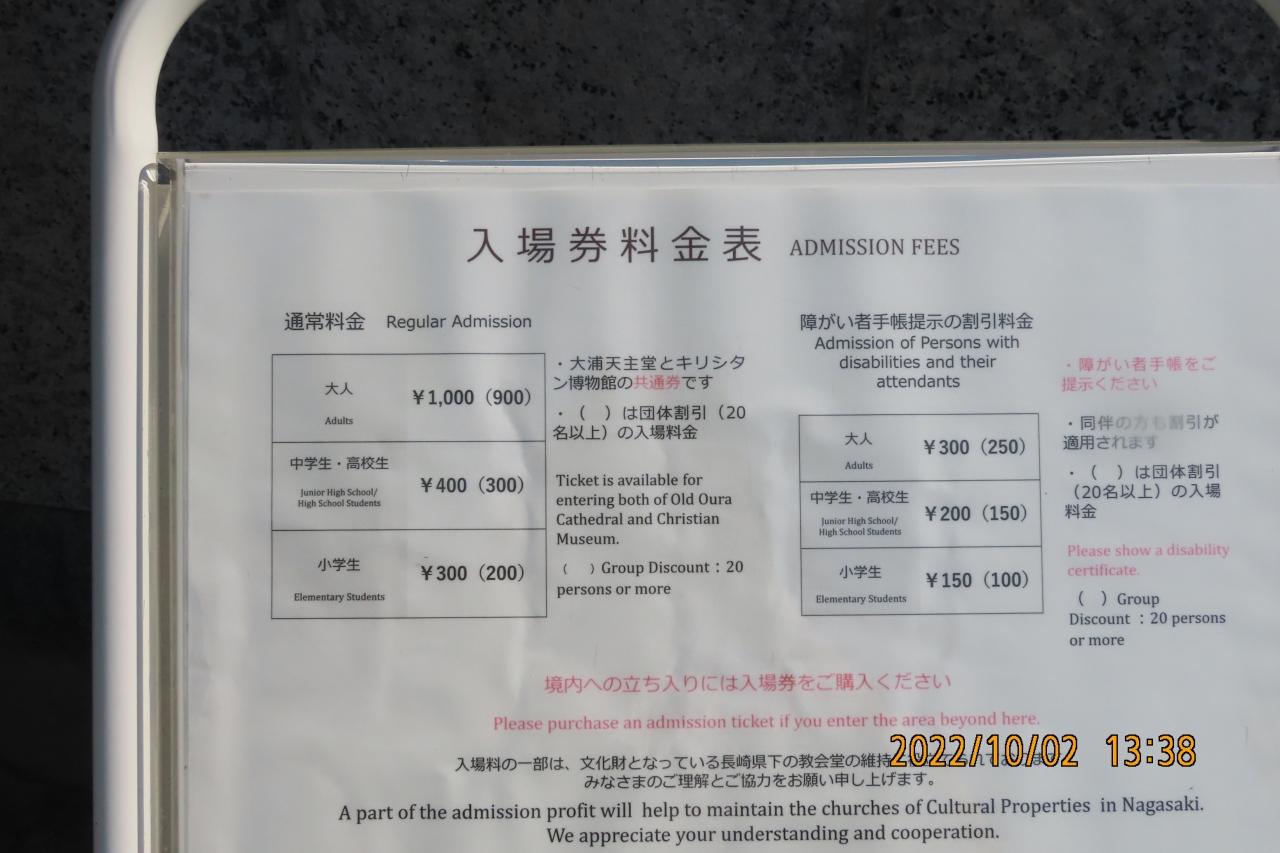 入場券料金表 ADMISSION FEES
通常料金 Regular Admission
大人 ¥1,000（900）
Adults
中学生・高校生 ¥400（300）
Junior High School/
High School Students
小学生 ¥300（200）
Elementary Students
・大浦天主堂とキリシタ
ン博物館の共通券です
・（ ）は団体割引（20
名以上）の入場料金
Ticket is available for
entering both of Old Oura
Cathedral and Christian
Museum.
（ ）Group Discount：20
persons or more
障がい者手帳提示の割引料金
Admission of Persons with
disabilities and their
attendants
大人 ¥300（250）
Adults
中学生・高校生 ¥200（150）
Junior High School/
High School Students
小学生 ¥150（100）
Elementary Students
・障がい者手帳をご
提示ください
・同伴の方も割引が
適用されます
・（ ）は団体割引
（20名以上）の入場
料金
Please show a disability
certificate.
（ ）Group
Discount ：20 persons
or more
境内への立ち入りには入場券をご購入ください
Please purchase an admission ticket if you enter the area beyond here.
入場料の一部は、文化財となっている長崎県下の教会堂の維持
みなさまのご理解とご協力をお願い申し上げます。
A part of the admission profit will help to maintain the churches of Cultural Properties in Nagasaki.
We appreciate your understanding and cooperation.
2022/10/02 13:38